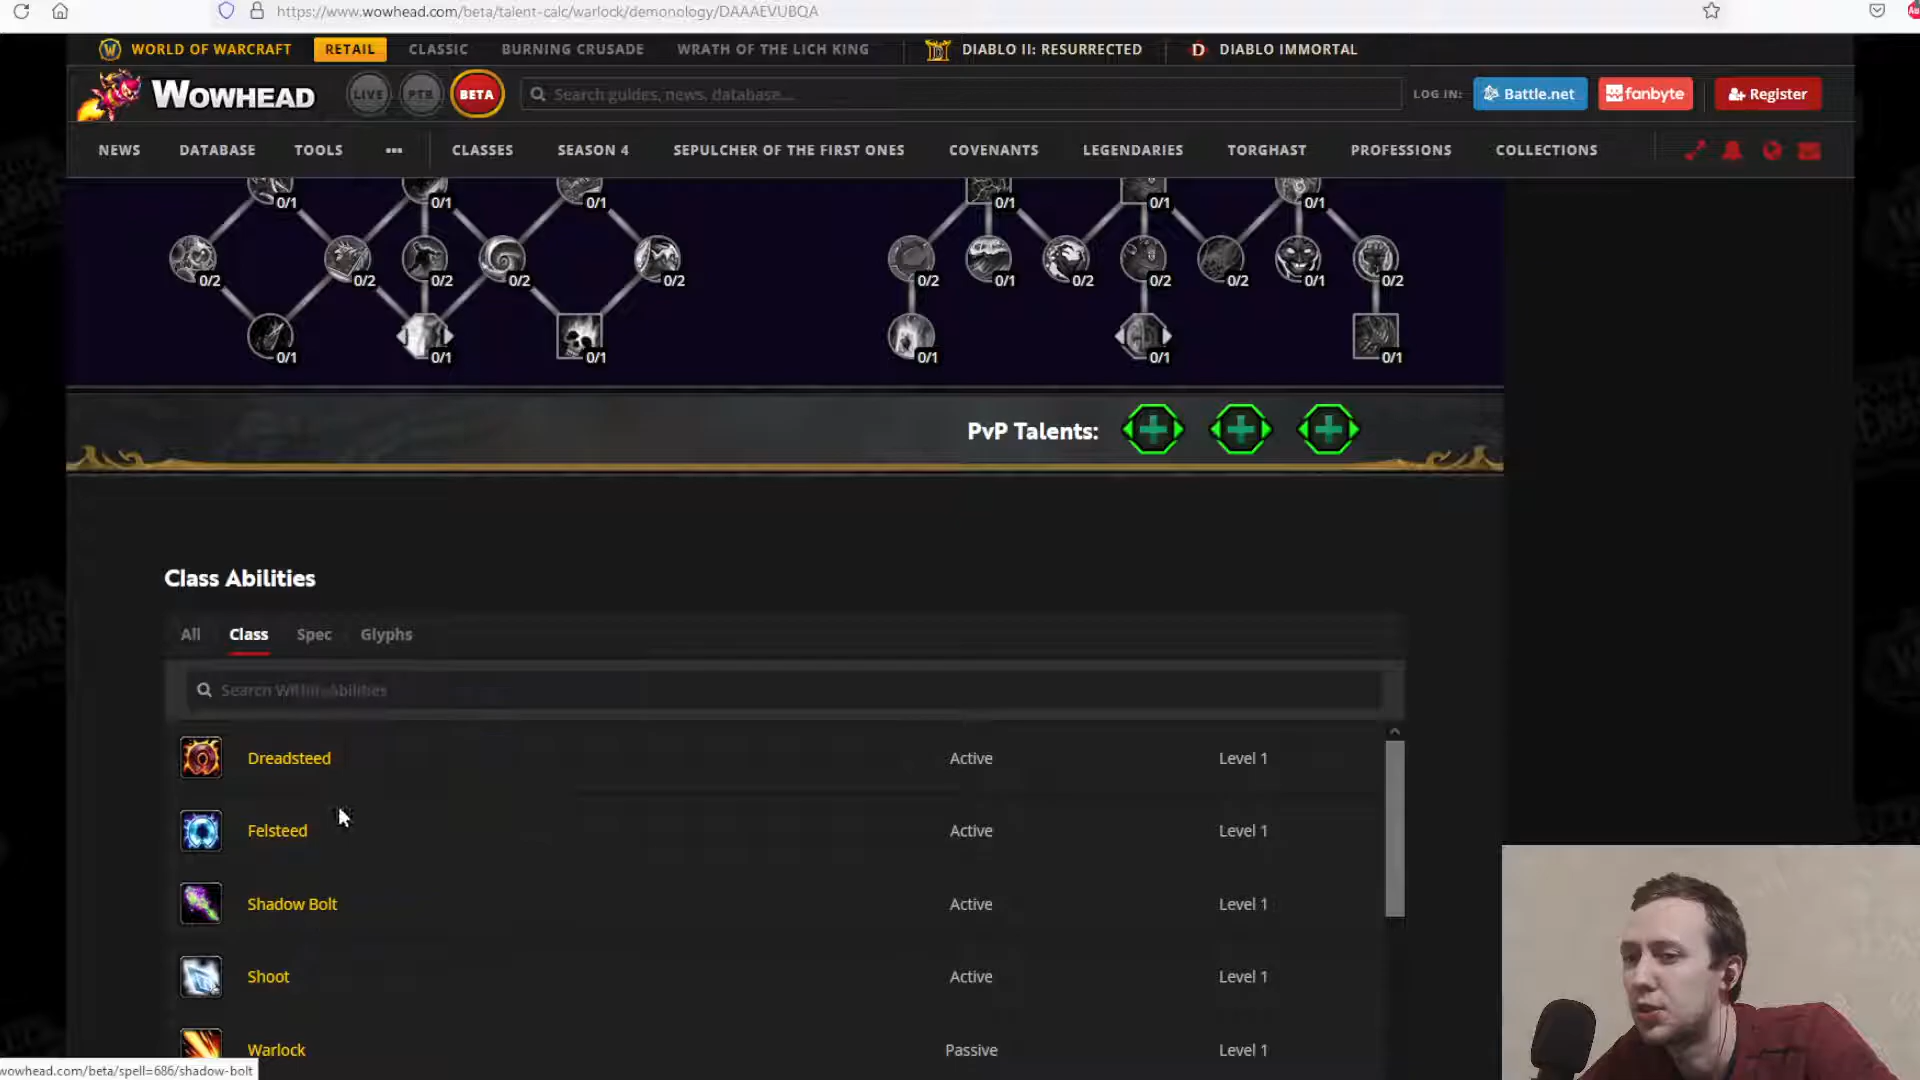 https://www.wowhead.com/beta/talent-calc/warlock/demonology/DAAAEVUBQA
WORLD OF WARCRAFT RETAIL CLASSIC BURNING CRUSADE WRATH OF THE LICH KING DIABLO II: RESURRECTED DIABLO IMMORTAL
WOWHEAD LIVE PTR BETA Search guides, news, database... LOG IN: Battle.net fanbyte Register
NEWS DATABASE TOOLS ••• CLASSES SEASON 4 SEPULCHER OF THE FIRST ONES COVENANTS LEGENDARIES TORGHAST PROFESSIONS COLLECTIONS
0/1 0/1 0/1 0/1 0/1 0/1
0/2 0/2 0/2 0/2 0/2 0/2 0/1 0/2 0/2 0/2 0/1 0/2
0/1 0/1 0/1 0/1 0/1 0/1
PvP Talents:
Class Abilities
All Class Spec Glyphs
Search Within Abilities
Dreadsteed Active Level 1
Felsteed Active Level 1
Shadow Bolt Active Level 1
Shoot Active Level 1
Warlock Passive Level 1
wowhead.com/beta/spell=686/shadow-bolt